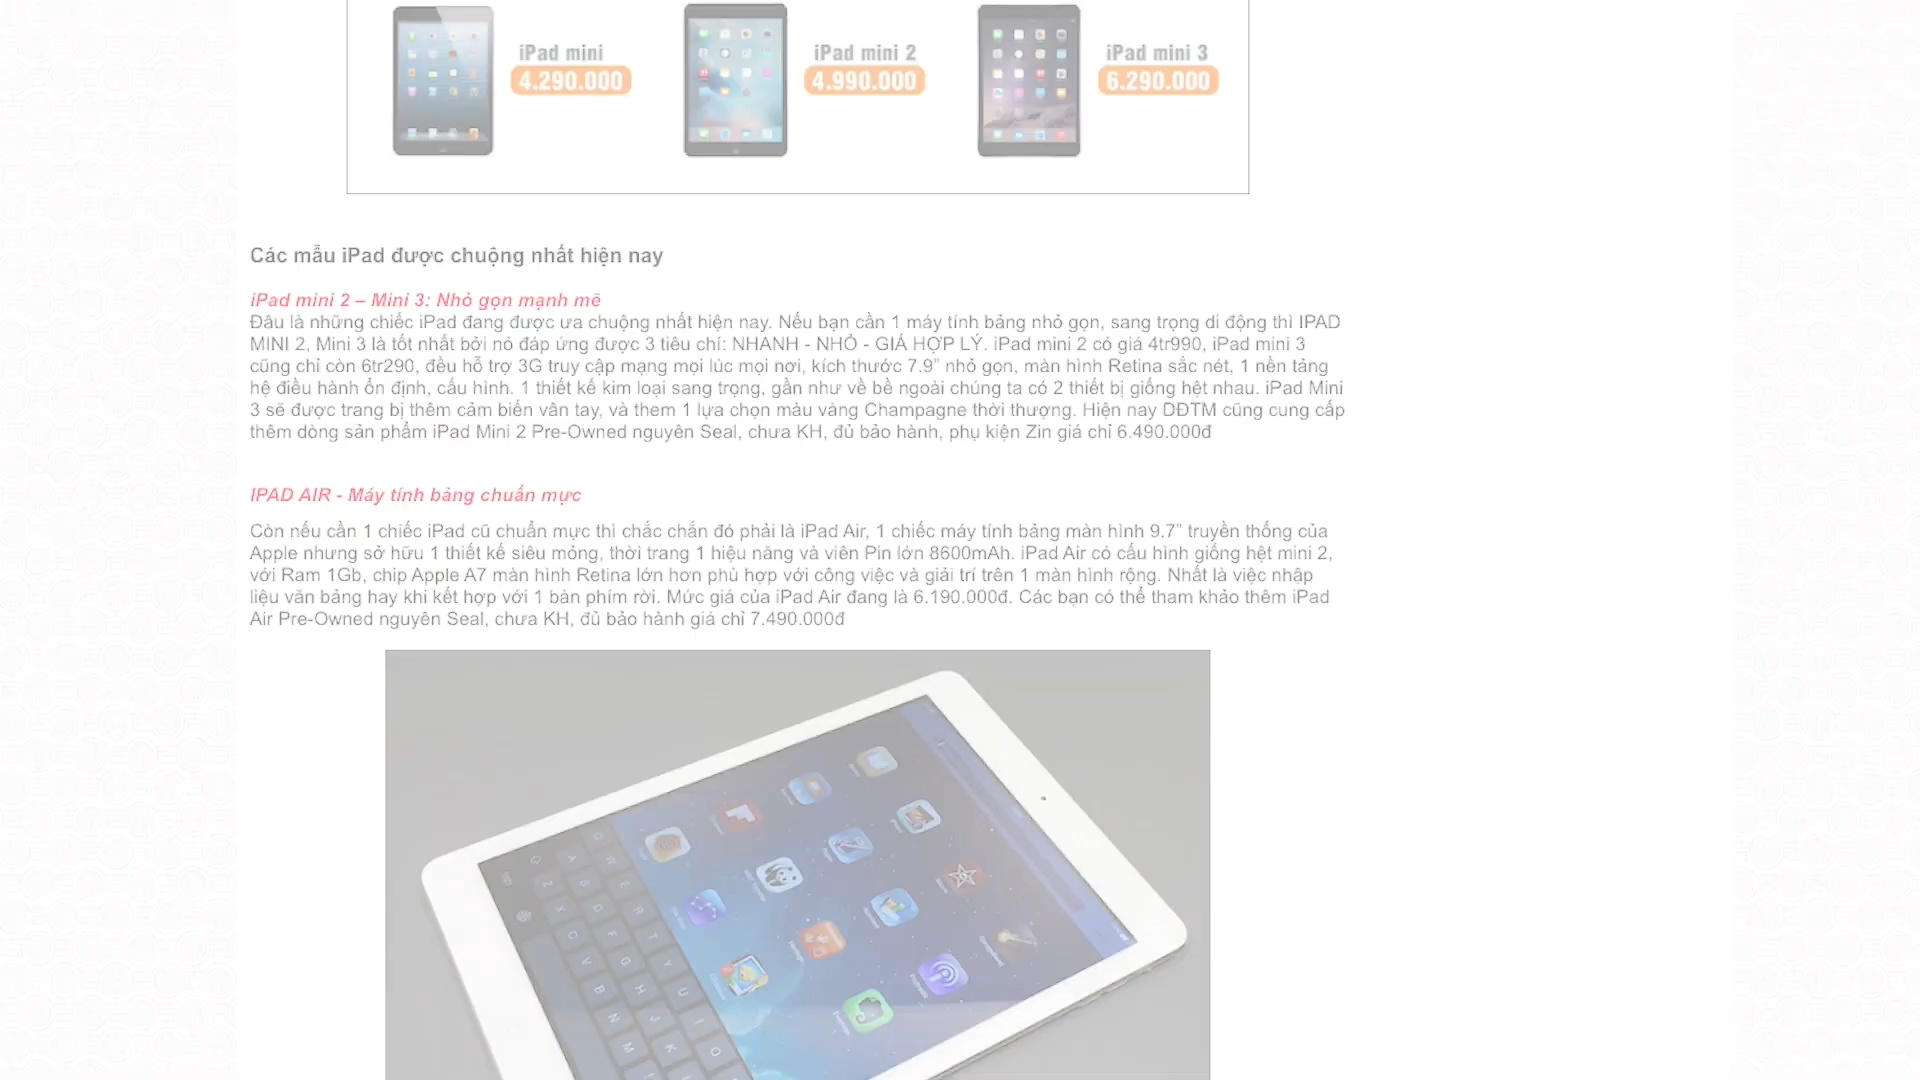 iPad mini
4.290.000
iPad mini 2
4.990.000
iPad mini 3
6.290.000
Các mẫu iPad được chuộng nhất hiện nay
iPad mini 2 – Mini 3: Nhỏ gọn mạnh mẽ
Đâu là những chiếc iPad đang được ưa chuộng nhất hiện nay. Nếu bạn cần 1 máy tính bảng nhỏ gọn, sang trọng di động thì IPAD
MINI 2, Mini 3 là tốt nhất bởi nó đáp ứng được 3 tiêu chí: NHANH - NHỎ - GIÁ HỢP LÝ. iPad mini 2 có giá 4tr990, iPad mini 3
cũng chỉ còn 6tr290, đều hỗ trợ 3G truy cập mạng mọi lúc mọi nơi, kích thước 7.9” nhỏ gọn, màn hình Retina sắc nét, 1 nền tảng
hệ điều hành ổn định, cấu hình. 1 thiết kế kim loại sang trọng, gần như về bề ngoài chúng ta có 2 thiết bị giống hệt nhau. iPad Mini
3 sẽ được trang bị thêm cảm biến vân tay, và them 1 lựa chọn màu vàng Champagne thời thượng. Hiện nay DĐTM cũng cung cấp
thêm dòng sản phẩm iPad Mini 2 Pre-Owned nguyên Seal, chưa KH, đủ bảo hành, phụ kiện Zin giá chỉ 6.490.000đ
IPAD AIR - Máy tính bảng chuẩn mực
Còn nếu cần 1 chiếc iPad cũ chuẩn mực thì chắc chắn đó phải là iPad Air, 1 chiếc máy tính bảng màn hình 9.7” truyền thống của
Apple nhưng sở hữu 1 thiết kế siêu mỏng, thời trang 1 hiệu năng và viên Pin lớn 8600mAh. iPad Air có cấu hình giống hệt mini 2,
với Ram 1Gb, chip Apple A7 màn hình Retina lớn hơn phù hợp với công việc và giải trí trên 1 màn hình rộng. Nhất là việc nhập
liệu văn bảng hay khi kết hợp với 1 bàn phím rời. Mức giá của iPad Air đang là 6.190.000đ. Các bạn có thể tham khảo thêm iPad
Air Pre-Owned nguyên Seal, chưa KH, đủ bảo hành giá chỉ 7.490.000đ